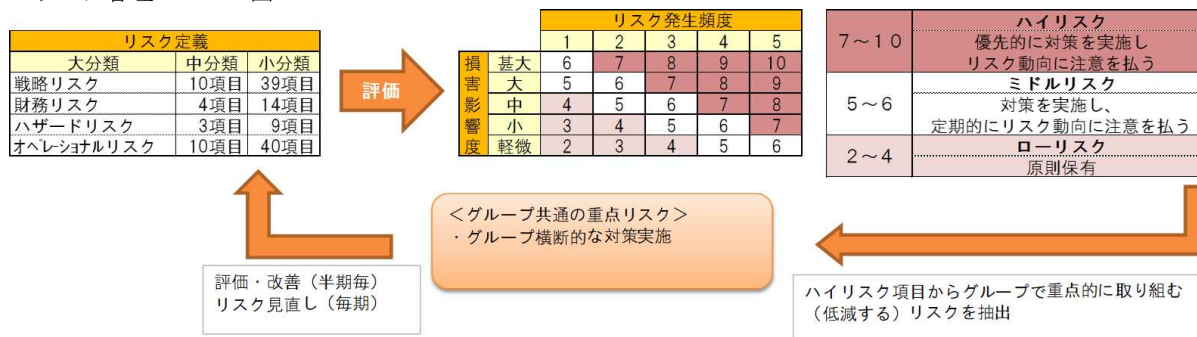 リスク定義
大分類 中分類 小分類
戦略リスク 10項目 39項目
財務リスク 4項目 14項目
ハザードリスク 3項目 9項目
オペレーショナルリスク 10項目 40項目
評価
リスク発生頻度
1 2 3 4 5
損害影響度
甚大 6 7 8 9 10
大 5 6 7 8 9
中 4 5 6 7 8
小 3 4 5 6 7
軽微 2 3 4 5 6
7～10
ハイリスク
優先的に対策を実施し
リスク動向に注意を払う
5～6
ミドルリスク
対策を実施し、
定期的にリスク動向に注意を払う
2～4
ローリスク
原則保有
＜グループ共通の重点リスク＞
・グループ横断的な対策実施
評価・改善（半期毎）
リスク見直し（毎期）
ハイリスク項目からグループで重点的に取り組む
（低減する）リスクを抽出